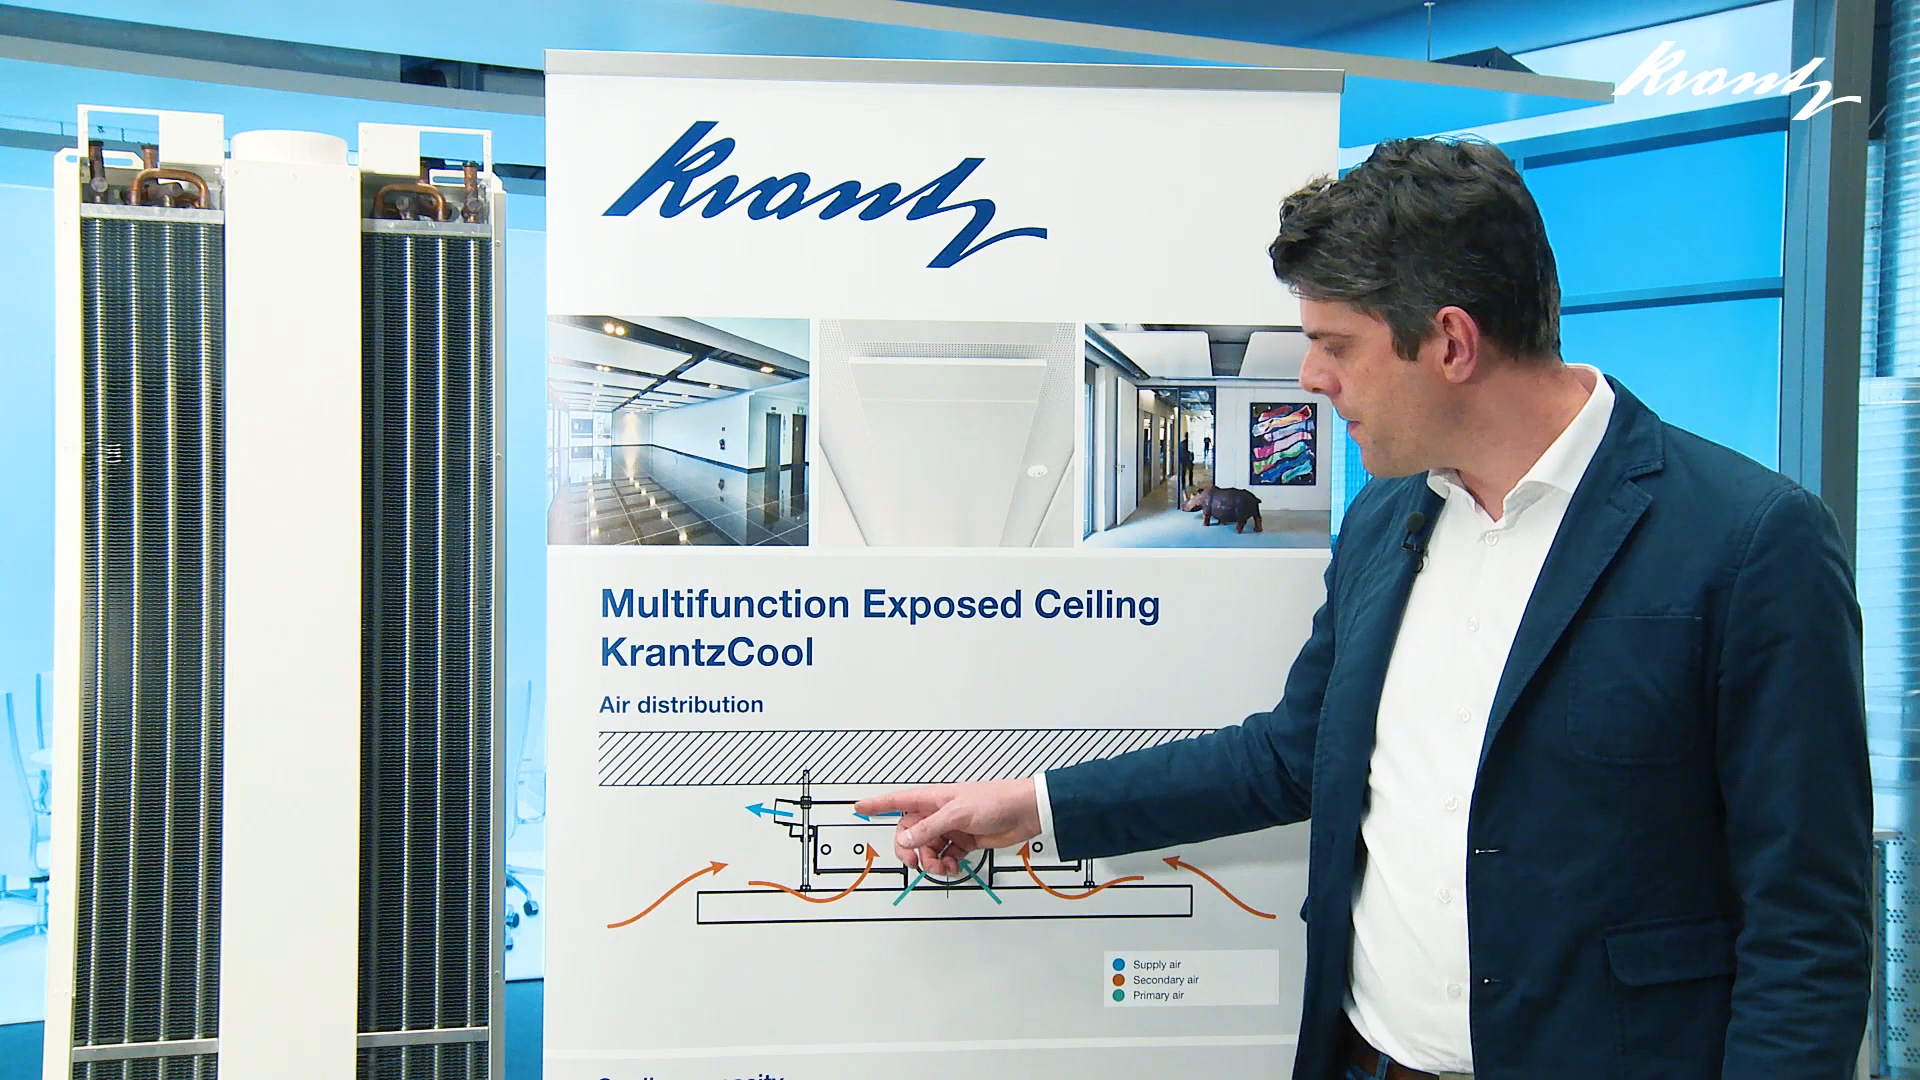 Krantz
Krantz
Multifunction Exposed Ceiling
KrantzCool
Air distribution
Supply air
Secondary air
Primary air